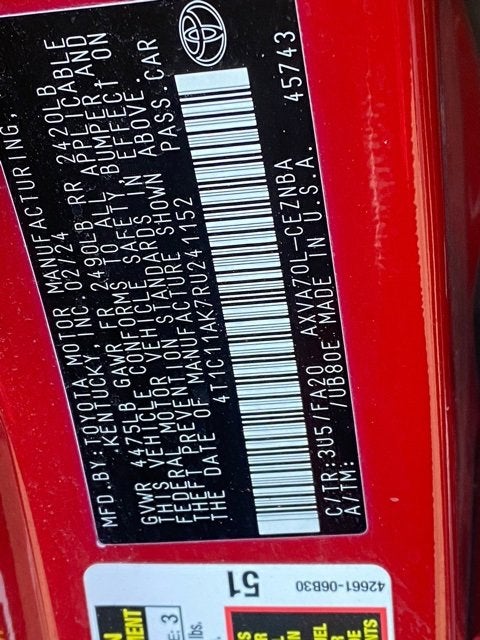 MFD.BY:TOYOTA MOTOR MANUFACTURING,
KENTUCKY, INC. 02/24
GVWR 4475LB GAWR FR 2490LB RR 2420LB
THIS VEHICLE CONFORMS TO ALL APPLICABLE
FEDERAL MOTOR VEHICLE SAFETY, BUMPER, AND
THEFT PREVENTION STANDARDS IN EFFECT ON
THE DATE OF MANUFACTURE SHOWN ABOVE.
4T1C11AK7RU241152 PASS.CAR
C/TR:3U5/FA20 AXVA70L-CEZNBA 45743
A/TM: /UB80E MADE IN U.S.A.
51
42661-06B30